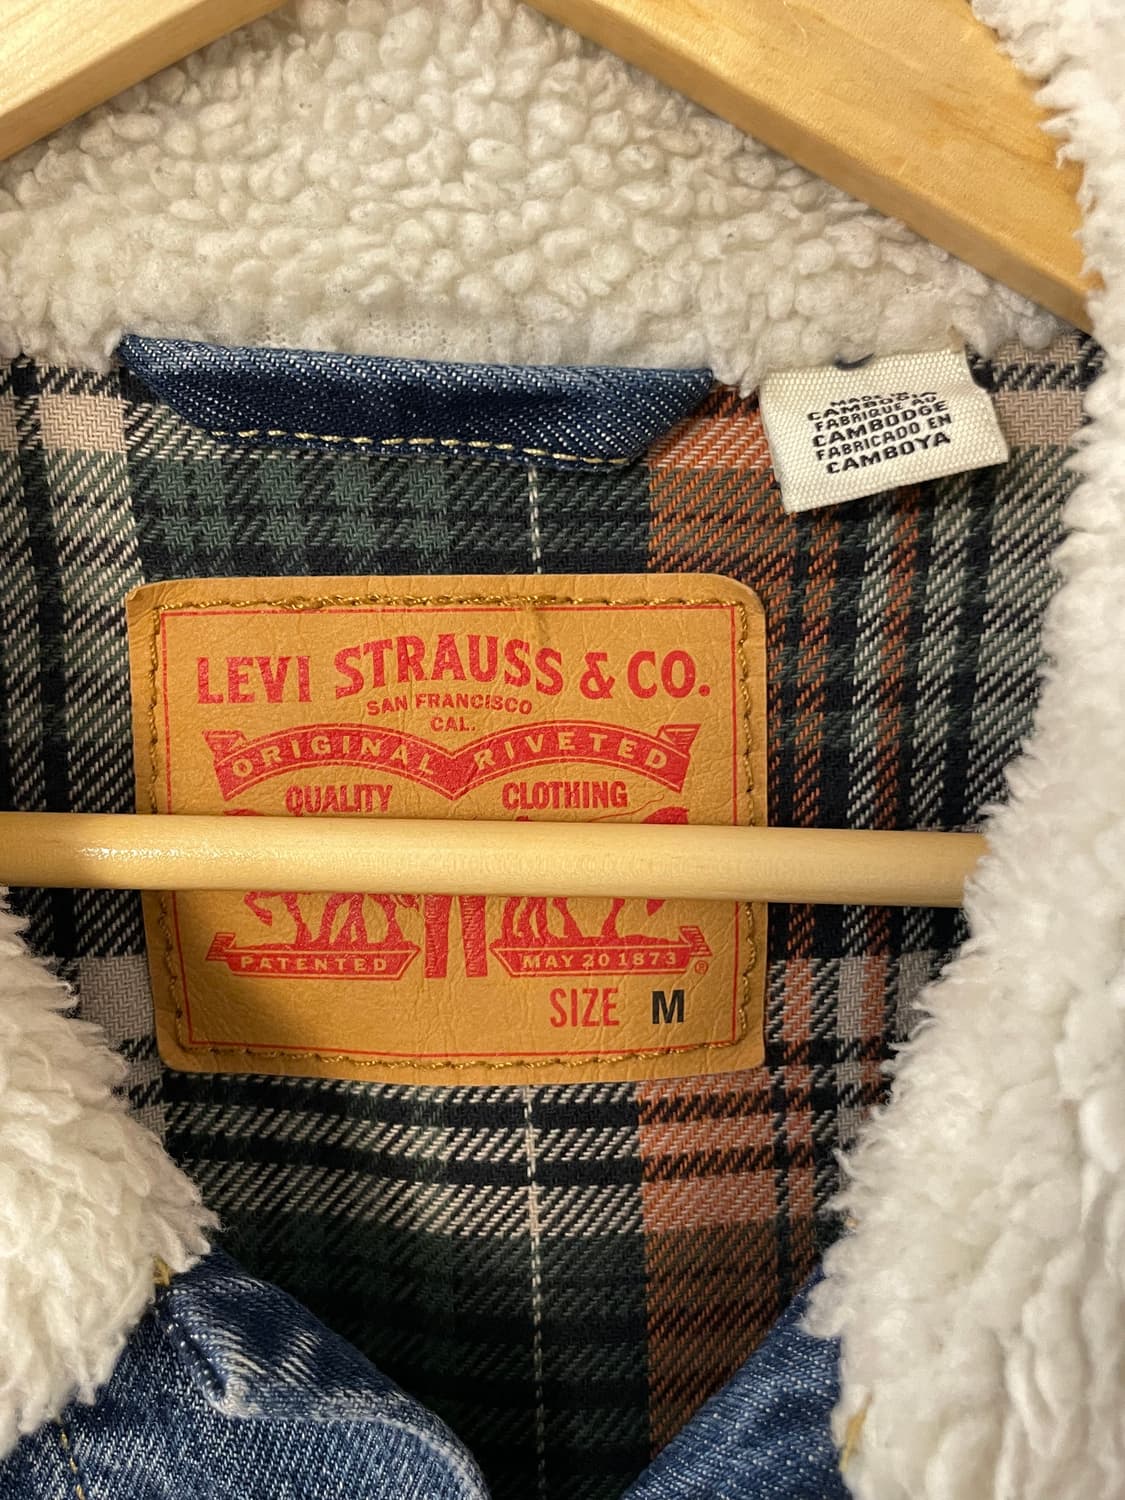 MADE IN
CAMBODIA
FABRIQUE AU
CAMBODGE
FABRICADO EN
CAMBOYA
LEVI STRAUSS & CO.
SAN FRANCISCO
CAL.
ORIGINAL RIVETED
QUALITY CLOTHING
PATENTED MAY 20 1873 ®
SIZE M